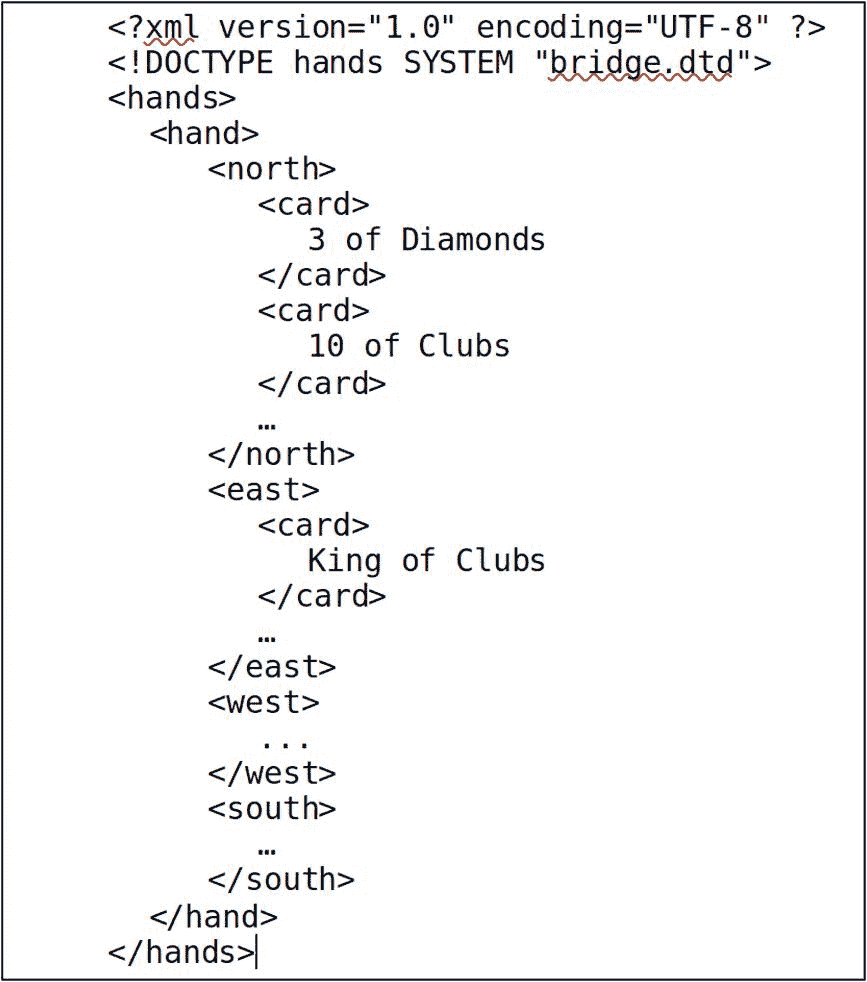 <?xml version="1.0" encoding="UTF-8" ?>
<!DOCTYPE hands SYSTEM "bridge.dtd">
<hands>
<hand>
<north>
<card>
3 of Diamonds
</card>
<card>
10 of Clubs
</card>
…
</north>
<east>
<card>
King of Clubs
</card>
…
</east>
<west>
...
</west>
<south>
…
</south>
</hand>
</hands>